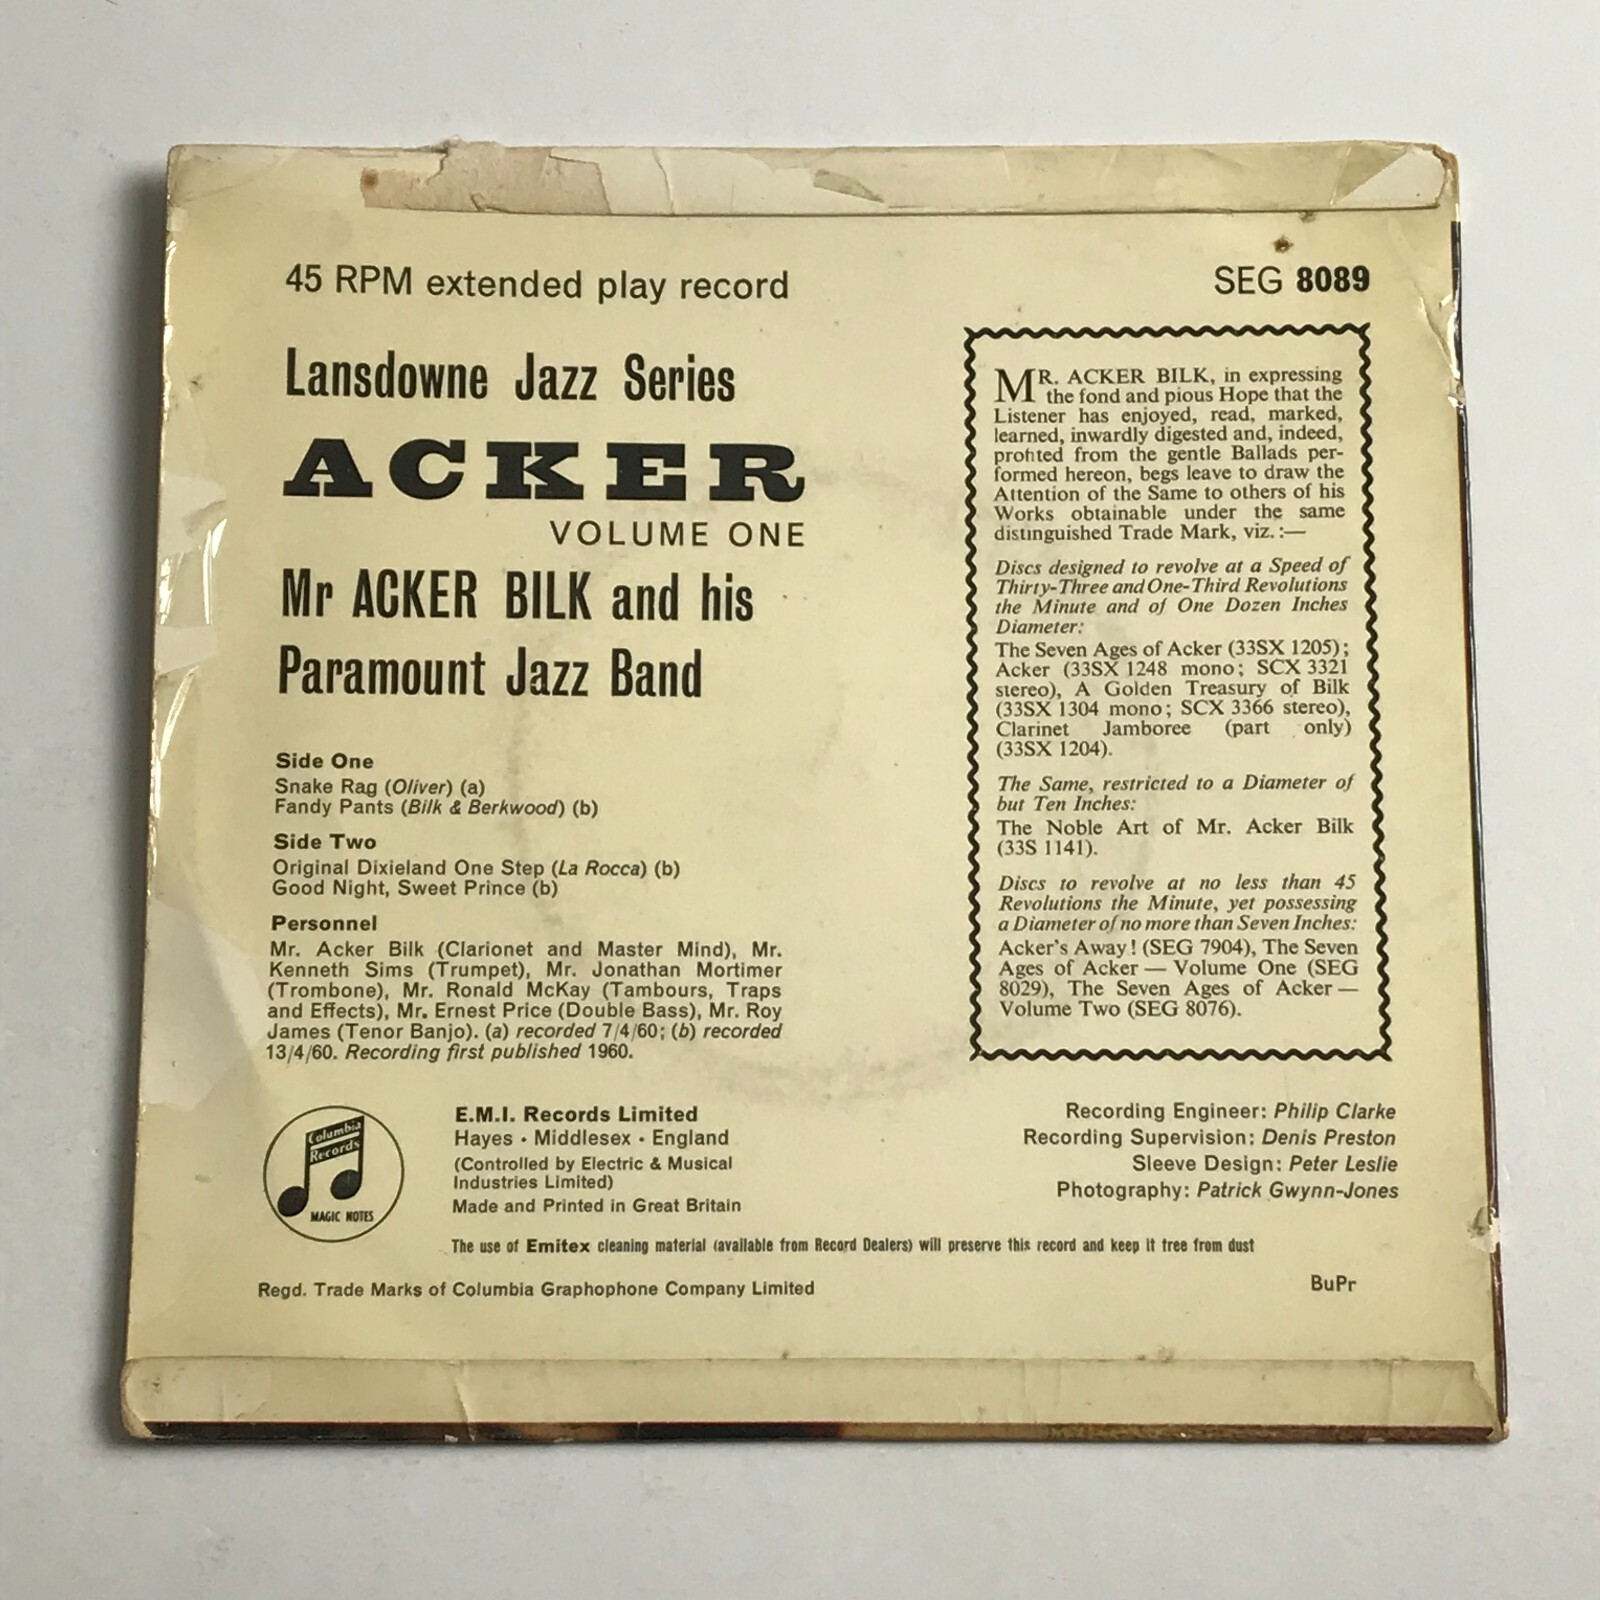 45 RPM extended play record
SEG 8089
Lansdowne Jazz Series
ACKER
VOLUME ONE
Mr ACKER BILK and his
Paramount Jazz Band
Side One
Snake Rag (Oliver) (a)
Fandy Pants (Bilk & Berkwood) (b)
Side Two
Original Dixieland One Step (La Rocca) (b)
Good Night, Sweet Prince (b)
Personnel
Mr. Acker Bilk (Clarionet and Master Mind), Mr.
Kenneth Sims (Trumpet), Mr. Jonathan Mortimer
(Trombone), Mr. Ronald McKay (Tambours, Traps
and Effects), Mr. Ernest Price (Double Bass), Mr. Roy
James (Tenor Banjo). (a) recorded 7/4/60; (b) recorded
13/4/60. Recording first published 1960.
MR. ACKER BILK, in expressing
the fond and pious Hope that the
Listener has enjoyed, read, marked,
learned, inwardly digested and, indeed,
profited from the gentle Ballads per-
formed hereon, begs leave to draw the
Attention of the Same to others of his
Works obtainable under the same
distinguished Trade Mark, viz.:—
Discs designed to revolve at a Speed of
Thirty-Three and One-Third Revolutions
the Minute and of One Dozen Inches
Diameter:
The Seven Ages of Acker (33SX 1205);
Acker (33SX 1248 mono; SCX 3321
stereo), A Golden Treasury of Bilk
(33SX 1304 mono; SCX 3366 stereo),
Clarinet Jamboree (part only)
(33SX 1204).
The Same, restricted to a Diameter of
but Ten Inches:
The Noble Art of Mr. Acker Bilk
(33S 1141).
Discs to revolve at no less than 45
Revolutions the Minute, yet possessing
a Diameter of no more than Seven Inches:
Acker's Away! (SEG 7904), The Seven
Ages of Acker — Volume One (SEG
8029), The Seven Ages of Acker —
Volume Two (SEG 8076).
Columbia
Records
MAGIC NOTES
E.M.I. Records Limited
Hayes · Middlesex · England
(Controlled by Electric & Musical
Industries Limited)
Made and Printed in Great Britain
Recording Engineer: Philip Clarke
Recording Supervision: Denis Preston
Sleeve Design: Peter Leslie
Photography: Patrick Gwynn-Jones
The use of Emitex cleaning material (available from Record Dealers) will preserve this record and keep it free from dust
Regd. Trade Marks of Columbia Graphophone Company Limited
BuPr